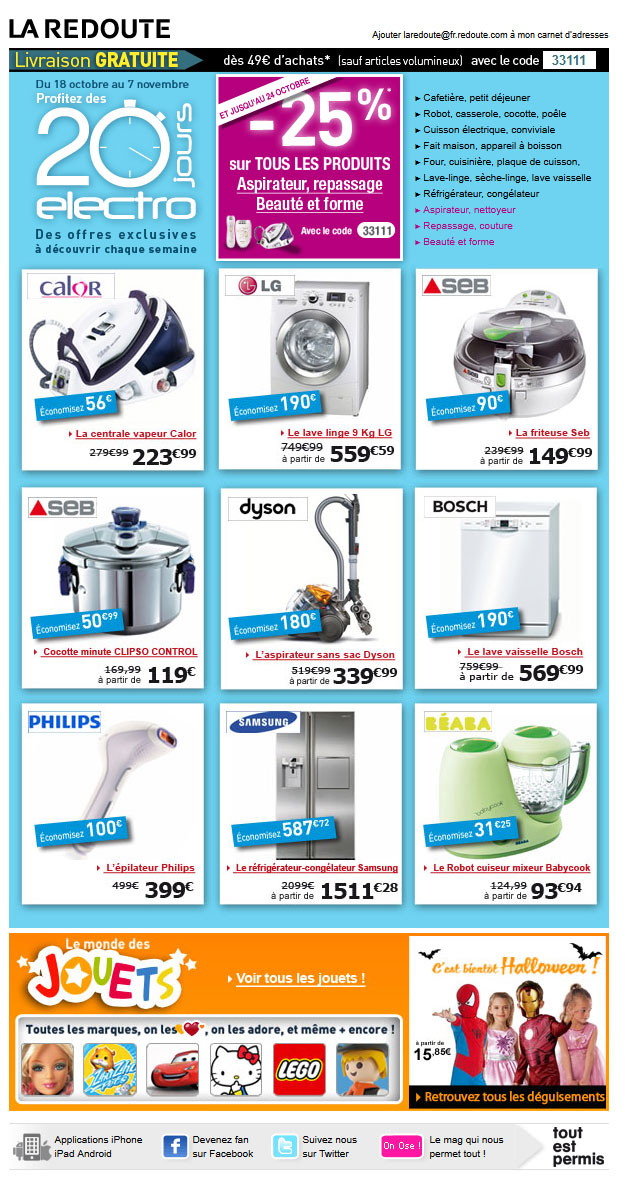 LA REDOUTE
Ajouter laredoute@fr.redoute.com à mon carnet d'adresses
Livraison GRATUITE dès 49€ d'achats* (sauf articles volumineux) avec le code 33111
Du 18 octobre au 7 novembre
Profitez des
20 jours
electro
Des offres exclusives
à découvrir chaque semaine
ET JUSQU'AU 24 OCTOBRE
-25%*
sur TOUS LES PRODUITS
Aspirateur, repassage
Beauté et forme
Avec le code 33111
► Cafetière, petit déjeuner
► Robot, casserole, cocotte, poêle
► Cuisson électrique, conviviale
► Fait maison, appareil à boisson
► Four, cuisinière, plaque de cuisson,
► Lave-linge, sèche-linge, lave vaisselle
► Réfrigérateur, congélateur
► Aspirateur, nettoyeur
► Repassage, couture
► Beauté et forme
calor
Économisez 56€
La centrale vapeur Calor
279€99 223€99
LG
Économisez 190€
Le lave linge 9 Kg LG
749€99
à partir de 559€59
SEB
Économisez 90€
La friteuse Seb
239€99
à partir de 149€99
SEB
Économisez 50€99
Cocotte minute CLIPSO CONTROL
169,99
à partir de 119€
dyson
Économisez 180€
L'aspirateur sans sac Dyson
519€99
à partir de 339€99
BOSCH
Économisez 190€
Le lave vaisselle Bosch
759€99
à partir de 569€99
PHILIPS
Économisez 100€
L'épilateur Philips
499€ 399€
SAMSUNG
Économisez 587€72
Le réfrigérateur-congélateur Samsung
2099€
à partir de 1511€28
BÉABA
babycook
BÉABA
Économisez 31€25
Le Robot cuiseur mixeur Babycook
124,99
à partir de 93€94
Le monde des
JOUETS
Voir tous les jouets !
Toutes les marques, on les , on les adore, et même + encore !
Barbie
ZhuZhu pets
HELLO KITTY
LEGO
C'est bientôt Halloween !
à partir de
15,85€
► Retrouvez tous les déguisements
Applications iPhone
iPad Android
Devenez fan
sur Facebook
Suivez nous
sur Twitter
On Ose !
Le mag qui nous
permet tout !
tout
est
permis